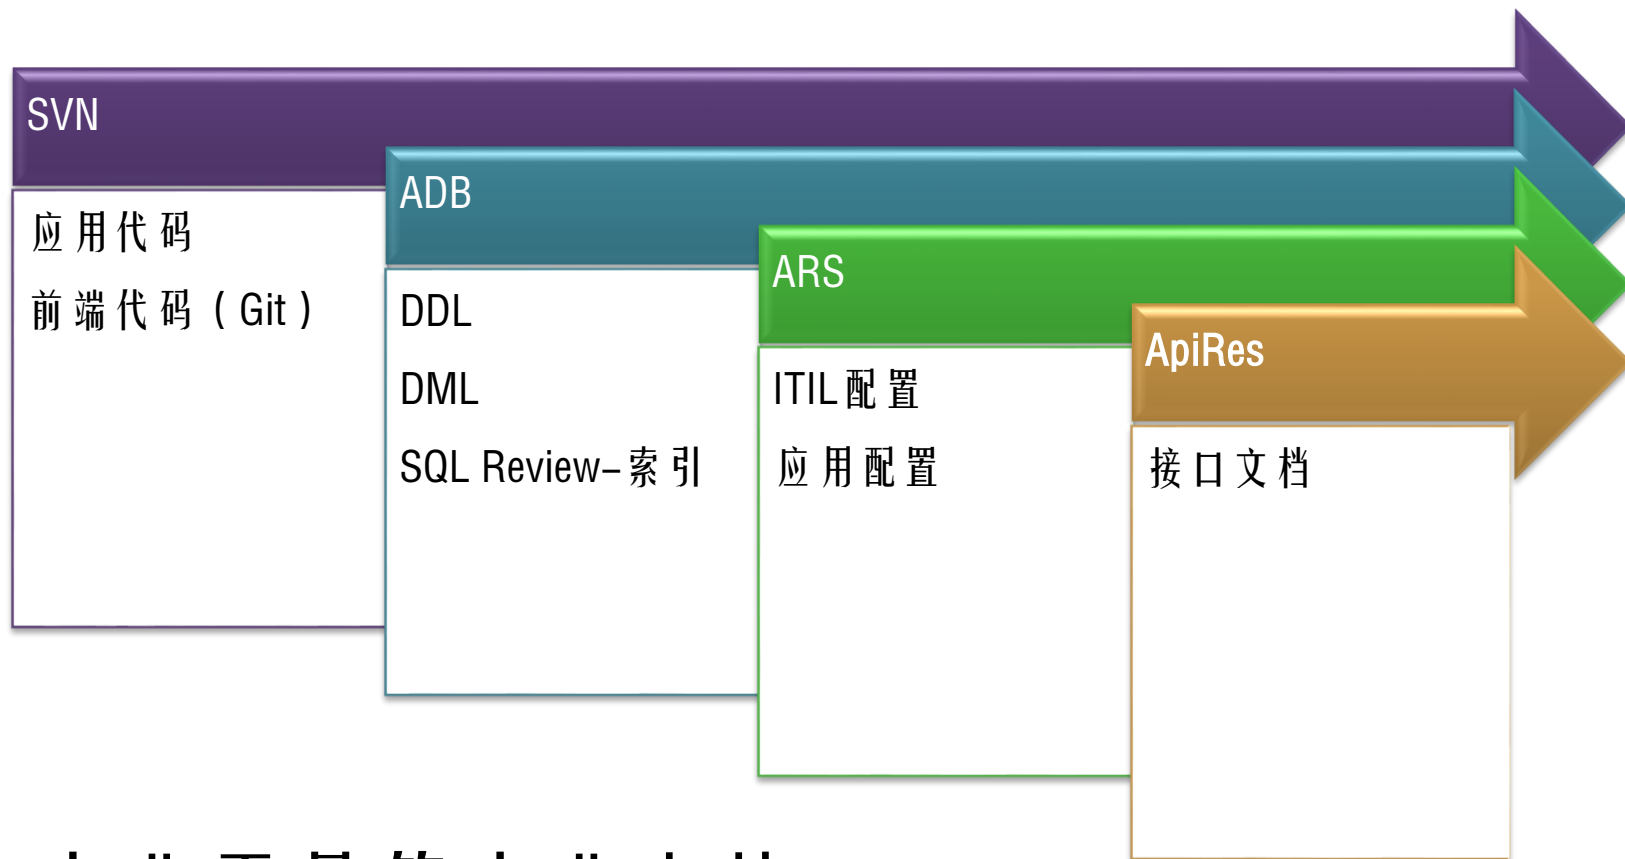 SVN
应用代码
前端代码（Git）
ADB
DDL
DML
SQL Review-索引
ARS
ITIL配置
应用配置
ApiRes
接口文档